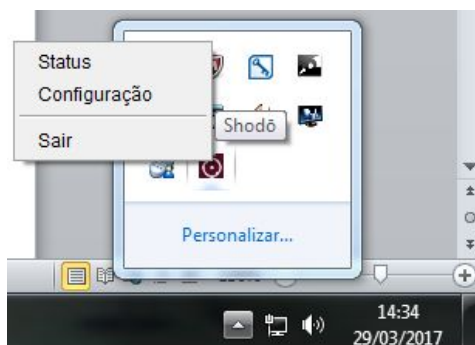 Status
Configuração
Sair
Shodō
Personalizar...
14:34
29/03/2017